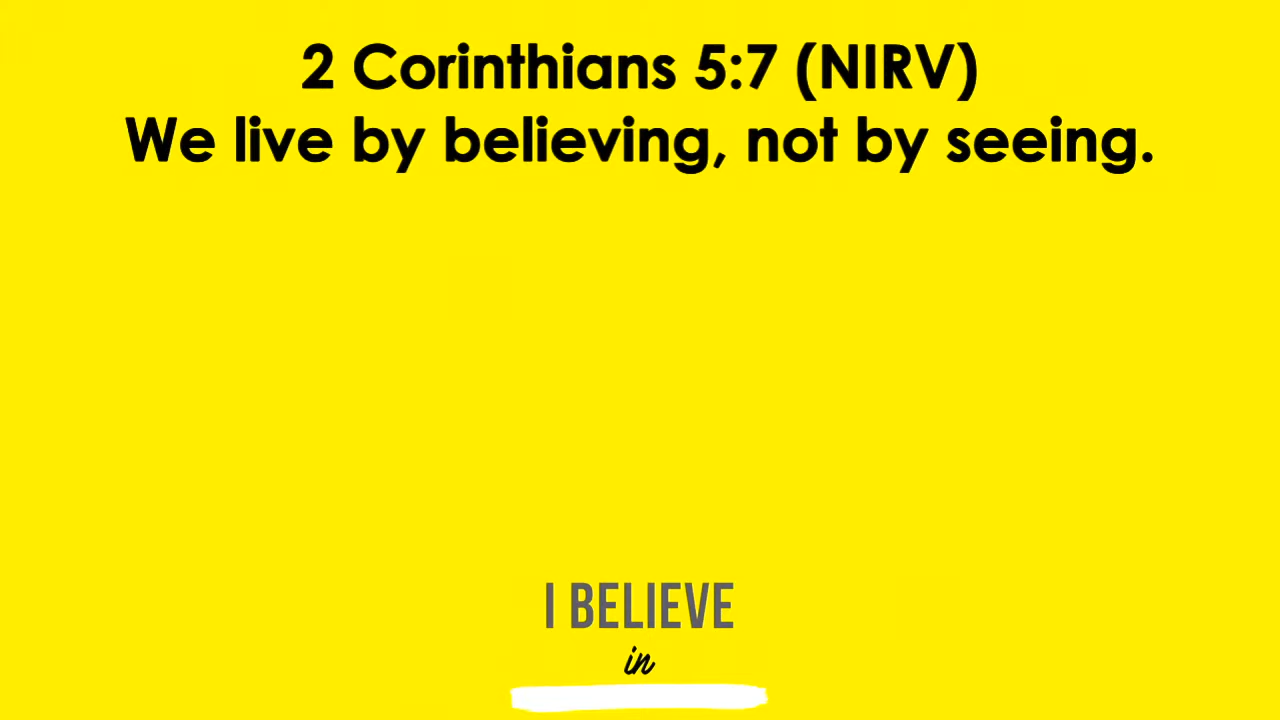 2 Corinthians 5:7 (NIRV)
We live by believing, not by seeing.
I BELIEVE
in